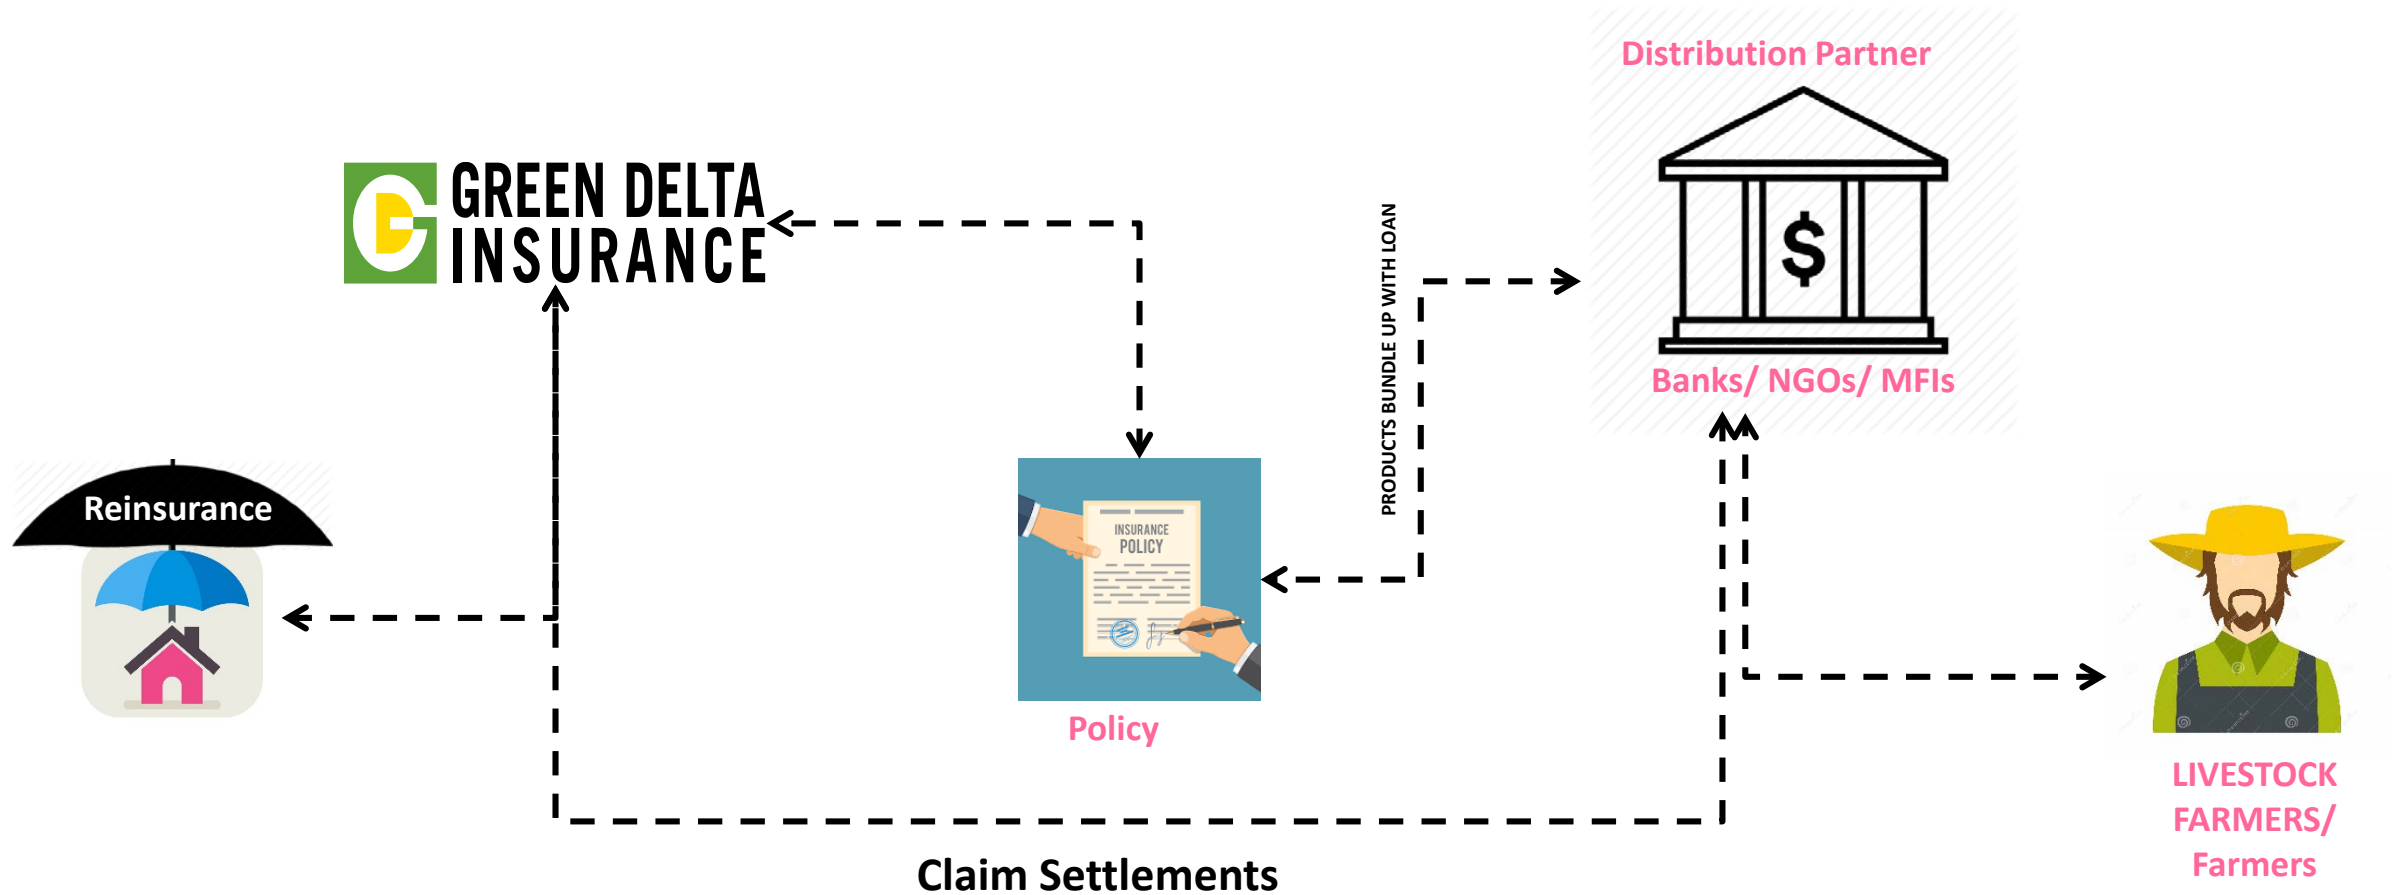 Distribution Partner
GREEN DELTA
INSURANCE
PRODUCTS BUNDLE UP WITH LOAN
$
Banks/ NGOs/ MFIs
Reinsurance
INSURANCE
POLICY
Policy
LIVESTOCK
FARMERS/
Farmers
Claim Settlements